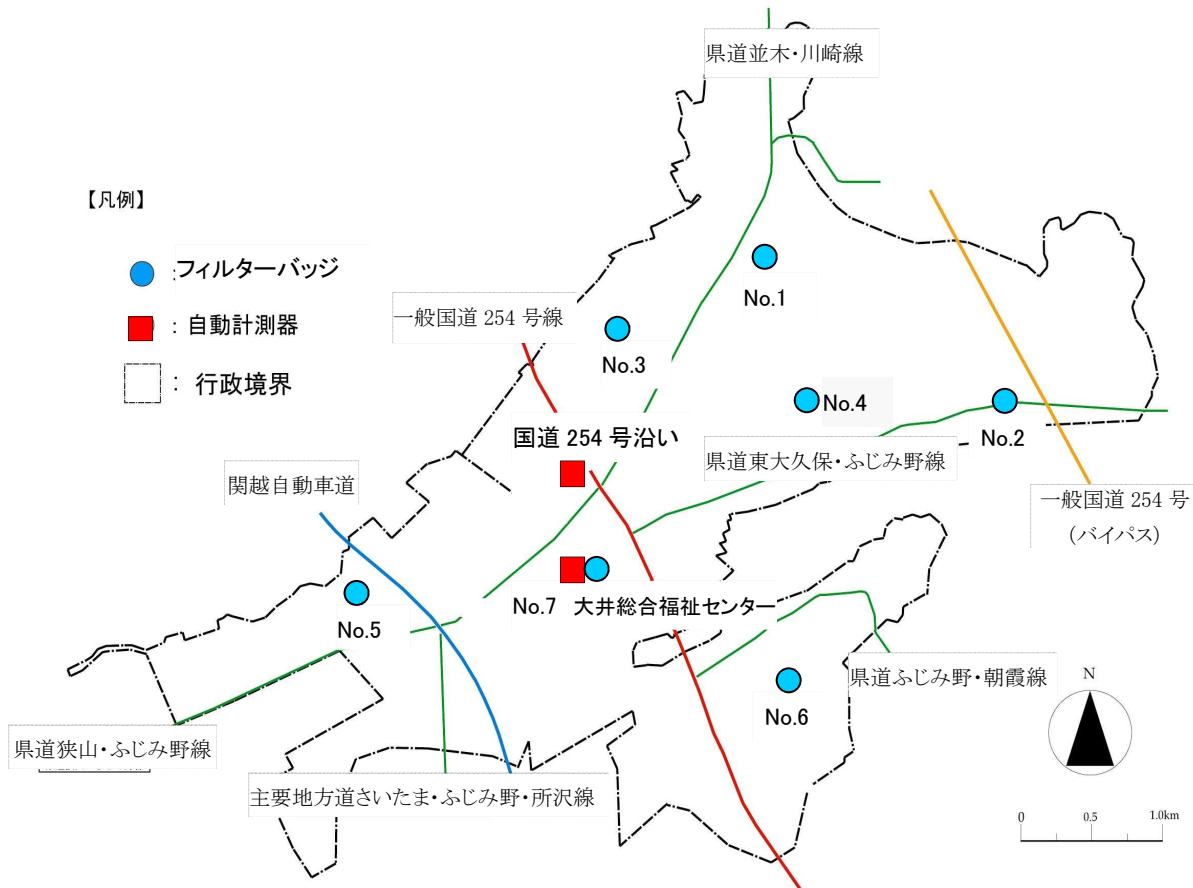 県道並木・川崎線
【凡例】
：フィルターバッジ
：自動計測器
：行政境界
No.1
一般国道 254 号線
No.3
No.4
No.2
国道 254 号沿い
県道東大久保・ふじみ野線
関越自動車道
一般国道 254 号
（バイパス）
No.7 大井総合福祉センター
No.5
県道ふじみ野・朝霞線
No.6
N
県道狭山・ふじみ野線
主要地方道さいたま・ふじみ野・所沢線
0 0.5 1.0km